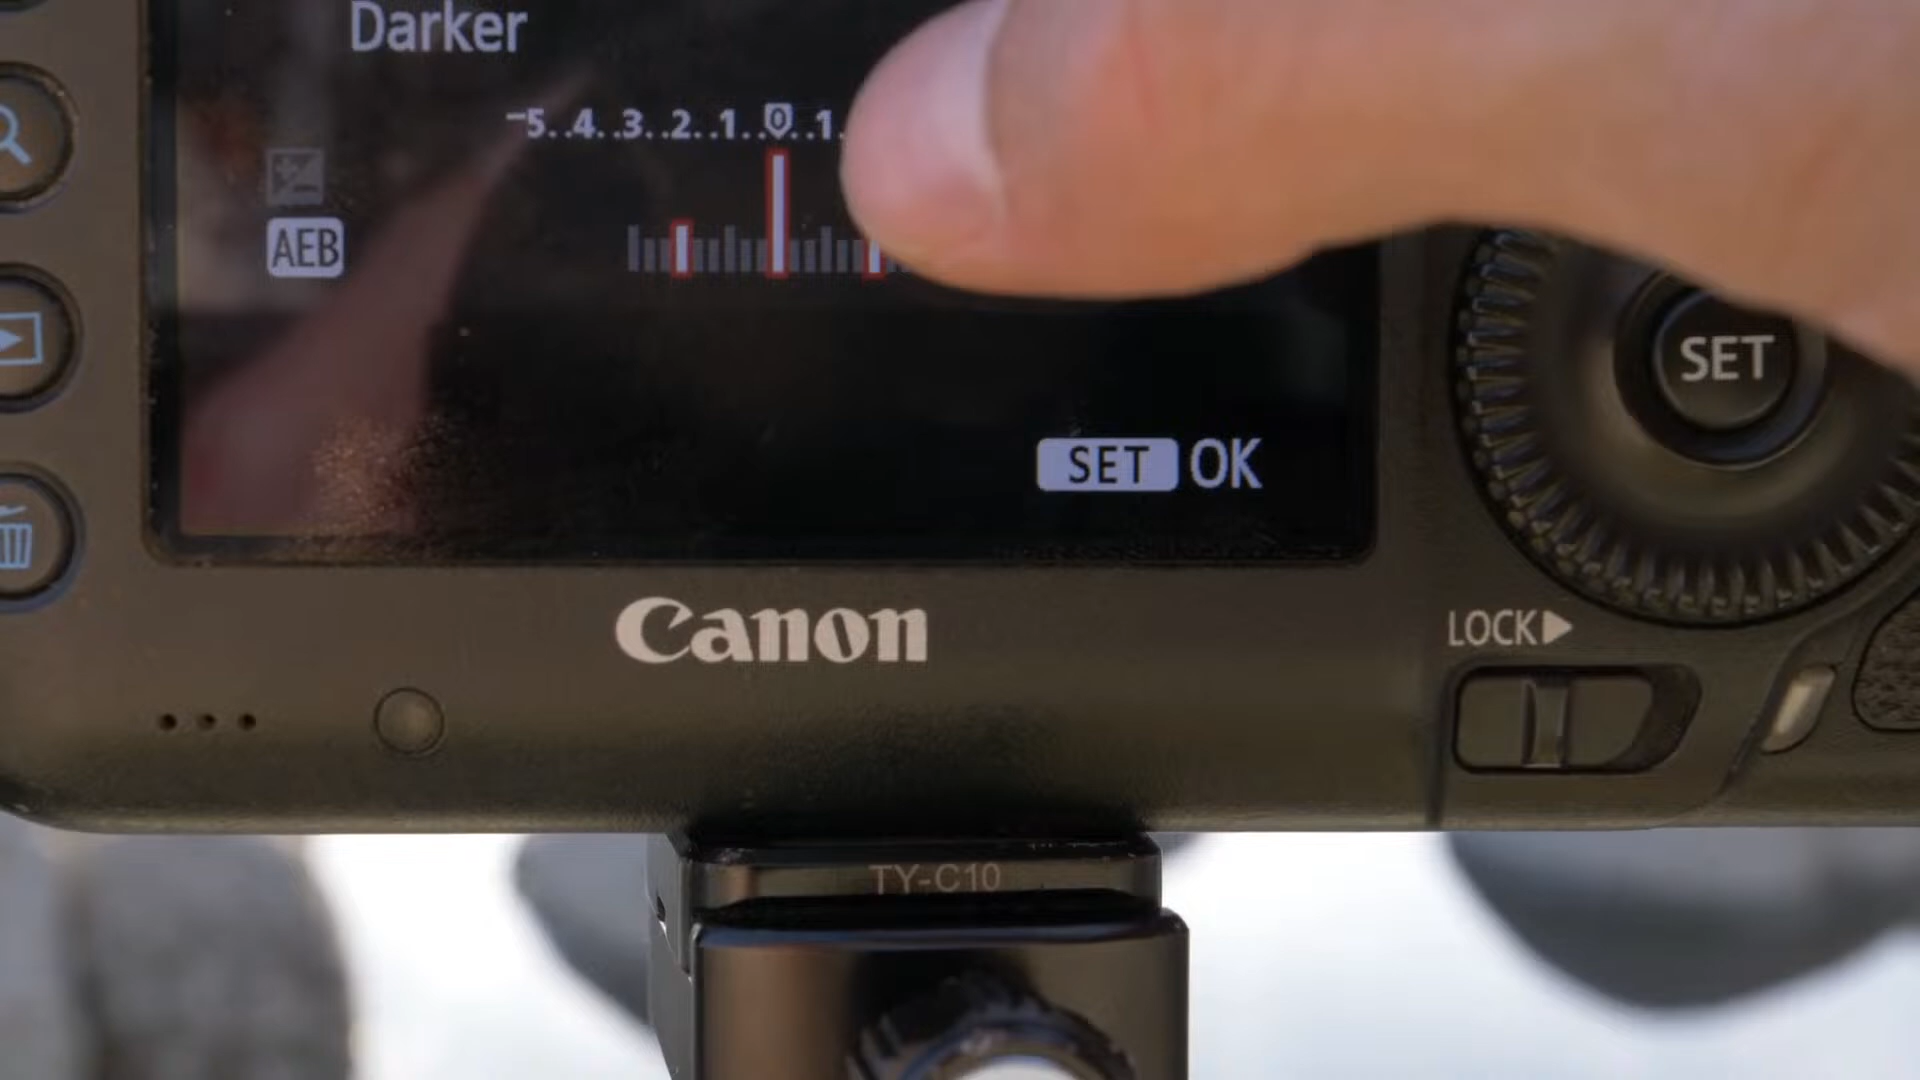 Darker
-5..4..3..2..1..0..1.
AEB
SET
SET OK
Canon
LOCK▶
TY-C10